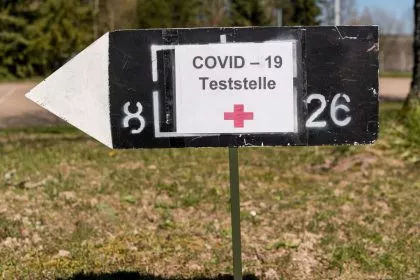 COVID – 19
Teststelle
8 26